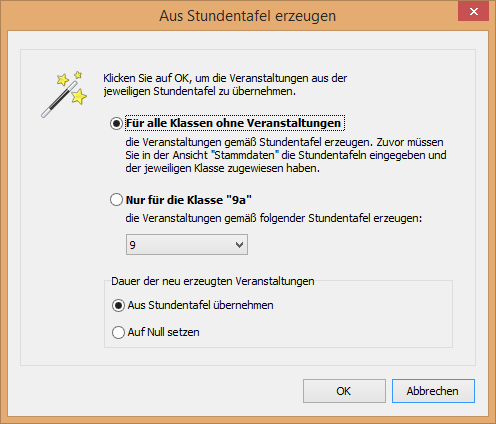 Aus Stundentafel erzeugen
Klicken Sie auf OK, um die Veranstaltungen aus der
jeweiligen Stundentafel zu übernehmen.
Für alle Klassen ohne Veranstaltungen
die Veranstaltungen gemäß Stundentafel erzeugen. Zuvor müssen
Sie in der Ansicht "Stammdaten" die Stundentafeln eingegeben und
der jeweiligen Klasse zugewiesen haben.
Nur für die Klasse "9a"
die Veranstaltungen gemäß folgender Stundentafel erzeugen:
9
Dauer der neu erzeugten Veranstaltungen
Aus Stundentafel übernehmen
Auf Null setzen
OK
Abbrechen